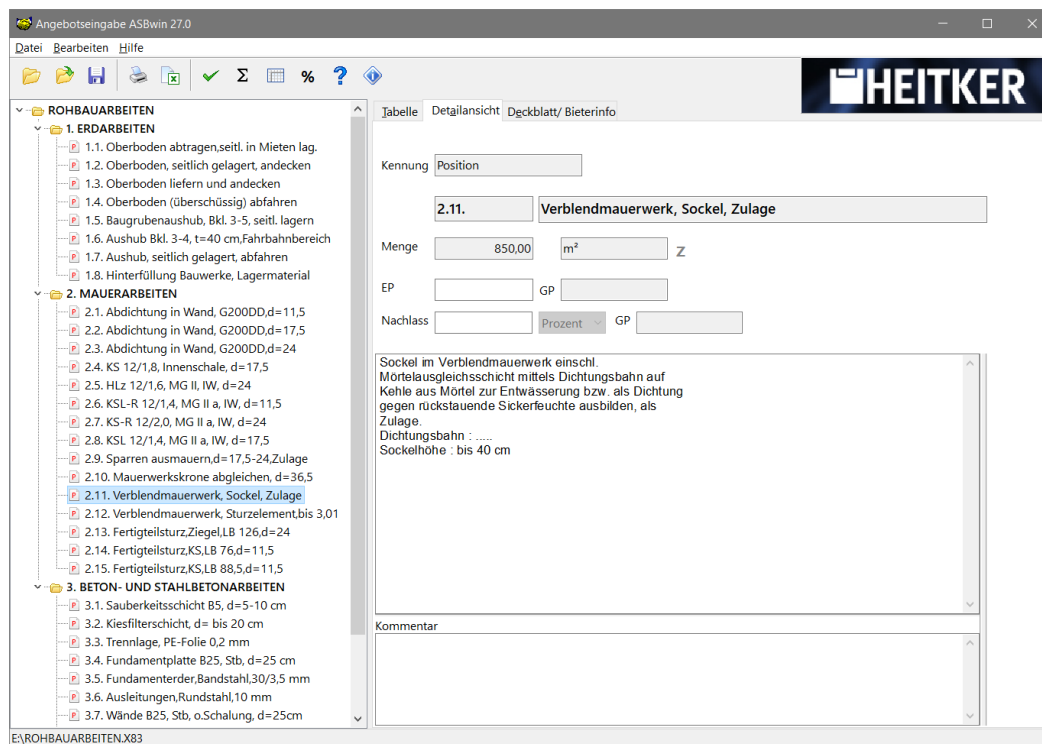 Angebotseingabe ASBwin 27.0
Datei Bearbeiten Hilfe
Σ % ?
HEITKER
ROHBAUARBEITEN
1. ERDARBEITEN
1.1. Oberboden abtragen,seitl. in Mieten lag.
1.2. Oberboden, seitlich gelagert, andecken
1.3. Oberboden liefern und andecken
1.4. Oberboden (überschüssig) abfahren
1.5. Baugrubenaushub, Bkl. 3-5, seitl. lagern
1.6. Aushub Bkl. 3-4, t=40 cm,Fahrbahnbereich
1.7. Aushub, seitlich gelagert, abfahren
1.8. Hinterfüllung Bauwerke, Lagermaterial
2. MAUERARBEITEN
2.1. Abdichtung in Wand, G200DD,d=11,5
2.2. Abdichtung in Wand, G200DD,d=17,5
2.3. Abdichtung in Wand, G200DD,d=24
2.4. KS 12/1,8, Innenschale, d=17,5
2.5. HLz 12/1,6, MG II, IW, d=24
2.6. KSL-R 12/1,4, MG II a, IW, d=11,5
2.7. KS-R 12/2,0, MG II a, IW, d=24
2.8. KSL 12/1,4, MG II a, IW, d=17,5
2.9. Sparren ausmauern,d=17,5-24,Zulage
2.10. Mauerwerkskrone abgleichen, d=36,5
2.11. Verblendmauerwerk, Sockel, Zulage
2.12. Verblendmauerwerk, Sturzelement,bis 3,01
2.13. Fertigteilsturz,Ziegel,LB 126,d=24
2.14. Fertigteilsturz,KS,LB 76,d=11,5
2.15. Fertigteilsturz,KS,LB 88,5,d=11,5
3. BETON- UND STAHLBETONARBEITEN
3.1. Sauberkeitsschicht B5, d=5-10 cm
3.2. Kiesfilterschicht, d= bis 20 cm
3.3. Trennlage, PE-Folie 0,2 mm
3.4. Fundamentplatte B25, Stb, d=25 cm
3.5. Fundamenterder,Bandstahl,30/3,5 mm
3.6. Ausleitungen,Rundstahl,10 mm
3.7. Wände B25, Stb, o.Schalung, d=25cm
Tabelle Detailansicht Deckblatt/ Bieterinfo
Kennung Position
2.11. Verblendmauerwerk, Sockel, Zulage
Menge 850,00 m² Z
EP GP
Nachlass Prozent GP
Sockel im Verblendmauerwerk einschl.
Mörtelausgleichsschicht mittels Dichtungsbahn auf
Kehle aus Mörtel zur Entwässerung bzw. als Dichtung
gegen rückstauende Sickerfeuchte ausbilden, als
Zulage.
Dichtungsbahn : .....
Sockelhöhe : bis 40 cm
Kommentar
E:\ROHBAUARBEITEN.X83